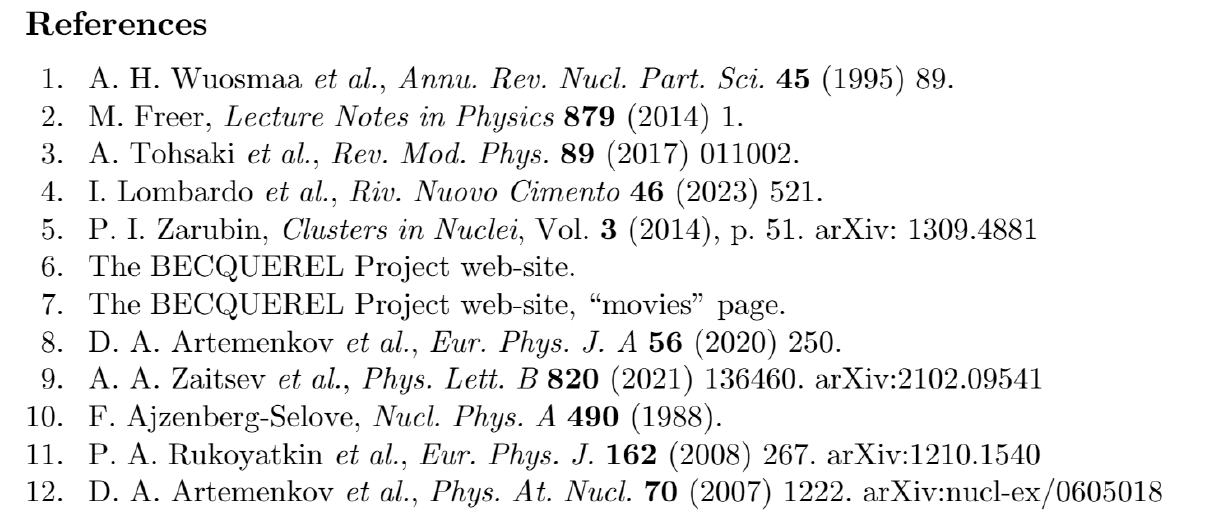 References
1. A. H. Wuosmaa et al., Annu. Rev. Nucl. Part. Sci. 45 (1995) 89.
2. M. Freer, Lecture Notes in Physics 879 (2014) 1.
3. A. Tohsaki et al., Rev. Mod. Phys. 89 (2017) 011002.
4. I. Lombardo et al., Riv. Nuovo Cimento 46 (2023) 521.
5. P. I. Zarubin, Clusters in Nuclei, Vol. 3 (2014), p. 51. arXiv: 1309.4881
6. The BECQUEREL Project web-site.
7. The BECQUEREL Project web-site, “movies” page.
8. D. A. Artemenkov et al., Eur. Phys. J. A 56 (2020) 250.
9. A. A. Zaitsev et al., Phys. Lett. B 820 (2021) 136460. arXiv:2102.09541
10. F. Ajzenberg-Selove, Nucl. Phys. A 490 (1988).
11. P. A. Rukoyatkin et al., Eur. Phys. J. 162 (2008) 267. arXiv:1210.1540
12. D. A. Artemenkov et al., Phys. At. Nucl. 70 (2007) 1222. arXiv:nucl-ex/0605018